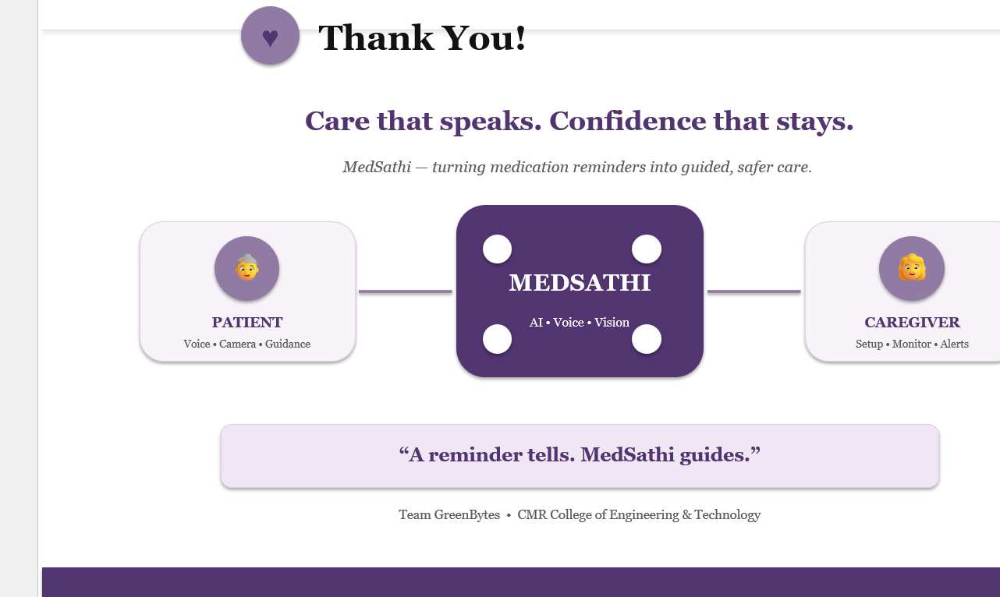 Thank You!
Care that speaks. Confidence that stays.
MedSathi — turning medication reminders into guided, safer care.
PATIENT
Voice • Camera • Guidance
MEDSATHI
AI • Voice • Vision
CAREGIVER
Setup • Monitor • Alerts
“A reminder tells. MedSathi guides.”
Team GreenBytes • CMR College of Engineering & Technology